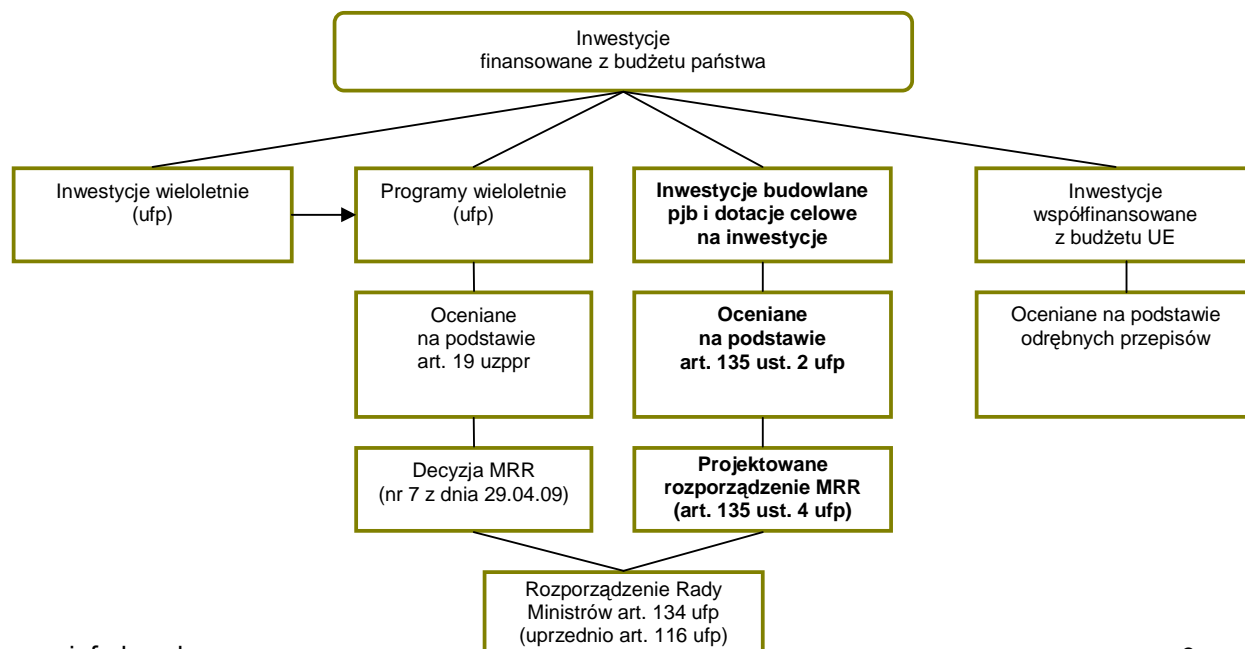 Inwestycje
finansowane z budżetu państwa
Inwestycje wieloletnie
(ufp)
Programy wieloletnie
(ufp)
Inwestycje budowlane
pjb i dotacje celowe
na inwestycje
Inwestycje
współfinansowane
z budżetu UE
Oceniane
na podstawie
art. 19 uzppr
Oceniane
na podstawie
art. 135 ust. 2 ufp
Oceniane na podstawie
odrębnych przepisów
Decyzja MRR
(nr 7 z dnia 29.04.09)
Projektowane
rozporządzenie MRR
(art. 135 ust. 4 ufp)
Rozporządzenie Rady
Ministrów art. 134 ufp
(uprzednio art. 116 ufp)